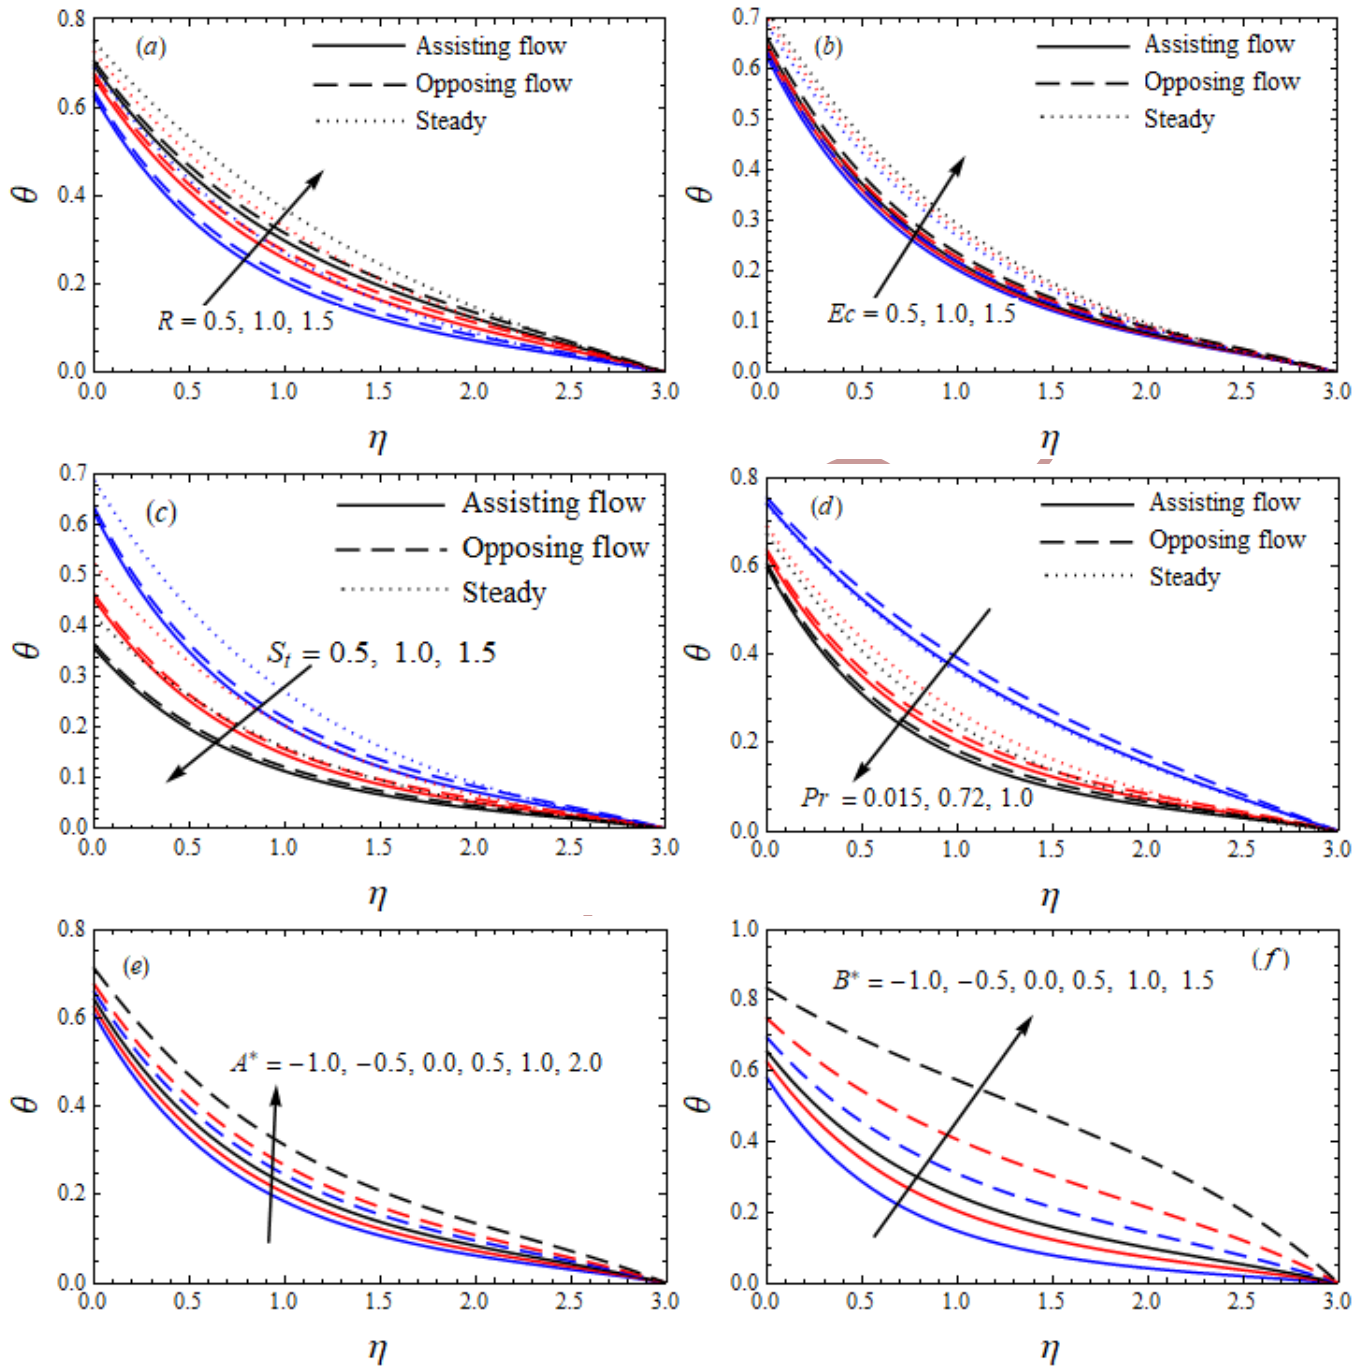 (a)
Assisting flow
Opposing flow
Steady
R = 0.5, 1.0, 1.5
θ
0.8
0.6
0.4
0.2
0.0
0.0 0.5 1.0 1.5 2.0 2.5 3.0
η
(b)
Assisting flow
Opposing flow
Steady
Ec = 0.5, 1.0, 1.5
θ
0.7
0.6
0.5
0.4
0.3
0.2
0.1
0.0
0.0 0.5 1.0 1.5 2.0 2.5 3.0
η
(c)
Assisting flow
Opposing flow
Steady
S_t = 0.5, 1.0, 1.5
θ
0.7
0.6
0.5
0.4
0.3
0.2
0.1
0.0
0.0 0.5 1.0 1.5 2.0 2.5 3.0
η
(d)
Assisting flow
Opposing flow
Steady
Pr = 0.015, 0.72, 1.0
θ
0.8
0.6
0.4
0.2
0.0
0.0 0.5 1.0 1.5 2.0 2.5 3.0
η
(e)
A* = −1.0, −0.5, 0.0, 0.5, 1.0, 2.0
θ
0.8
0.6
0.4
0.2
0.0
0.0 0.5 1.0 1.5 2.0 2.5 3.0
η
(f)
B* = −1.0, −0.5, 0.0, 0.5, 1.0, 1.5
θ
1.0
0.8
0.6
0.4
0.2
0.0
0.0 0.5 1.0 1.5 2.0 2.5 3.0
η